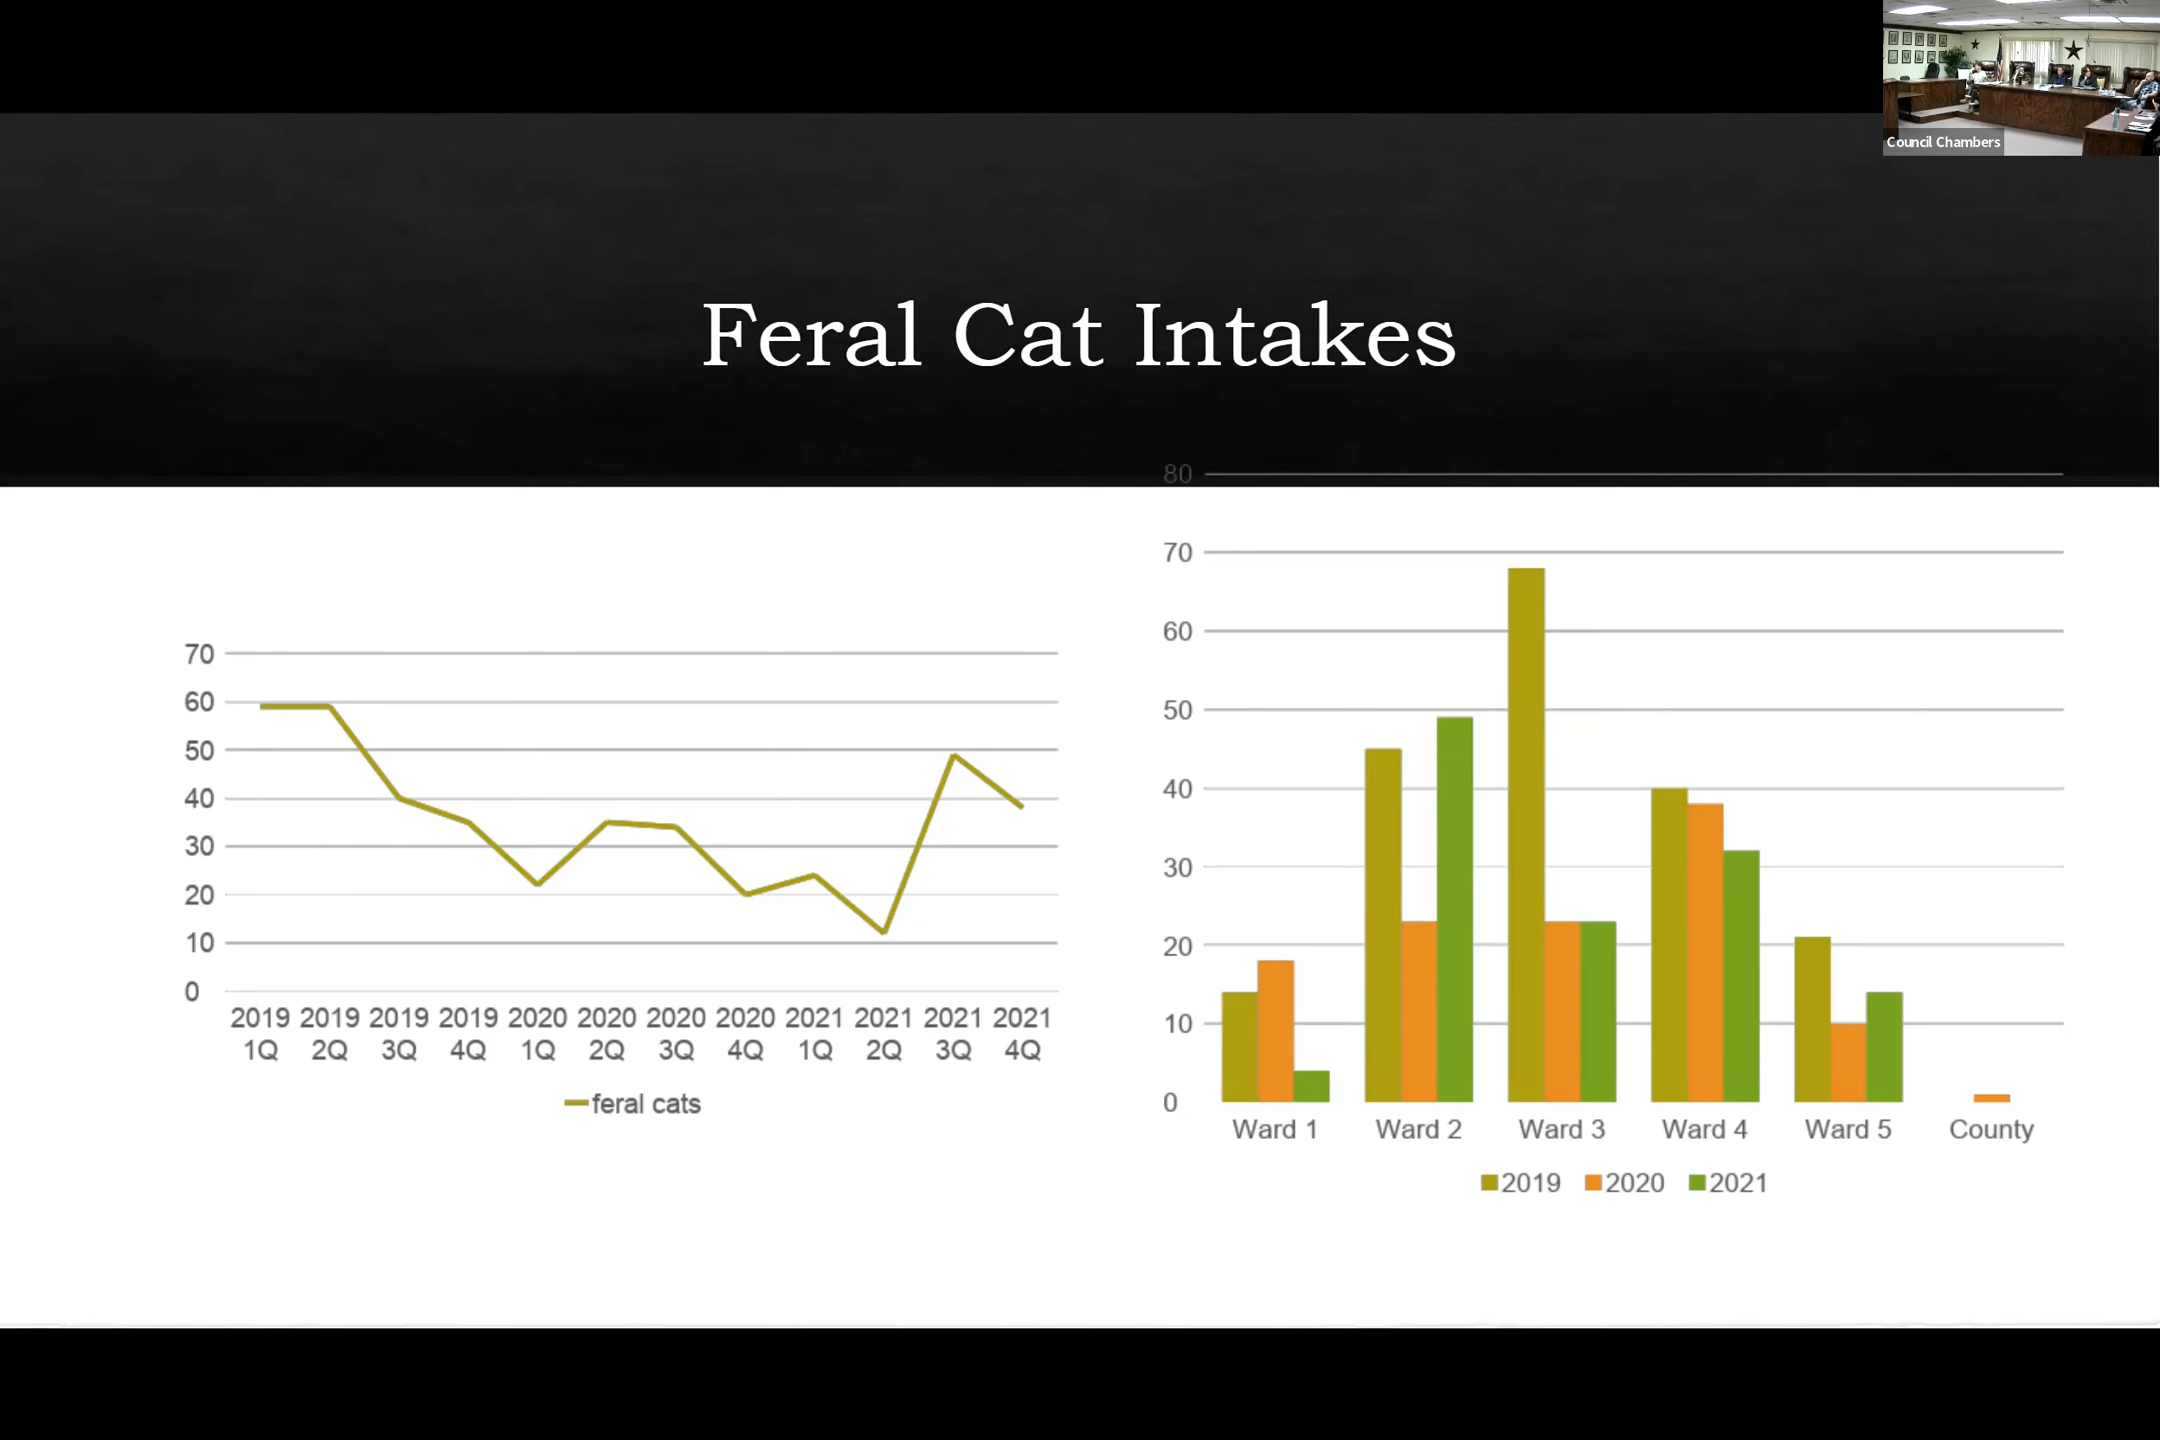 Council Chambers
Feral Cat Intakes
70
60
50
40
30
20
10
0
2019 2019 2019 2019 2020 2020 2020 2020 2021 2021 2021 2021
1Q 2Q 3Q 4Q 1Q 2Q 3Q 4Q 1Q 2Q 3Q 4Q
feral cats
80
70
60
50
40
30
20
10
0
Ward 1 Ward 2 Ward 3 Ward 4 Ward 5 County
2019 2020 2021